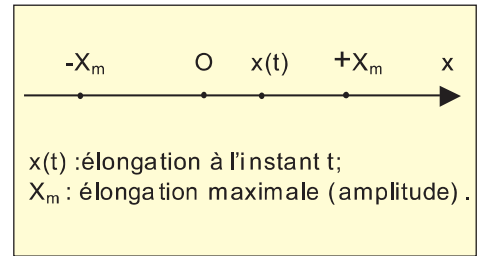 -Xₘ O x(t) +Xₘ x
x(t) :élongation à l'instant t;
Xₘ : élongation maximale (amplitude) .